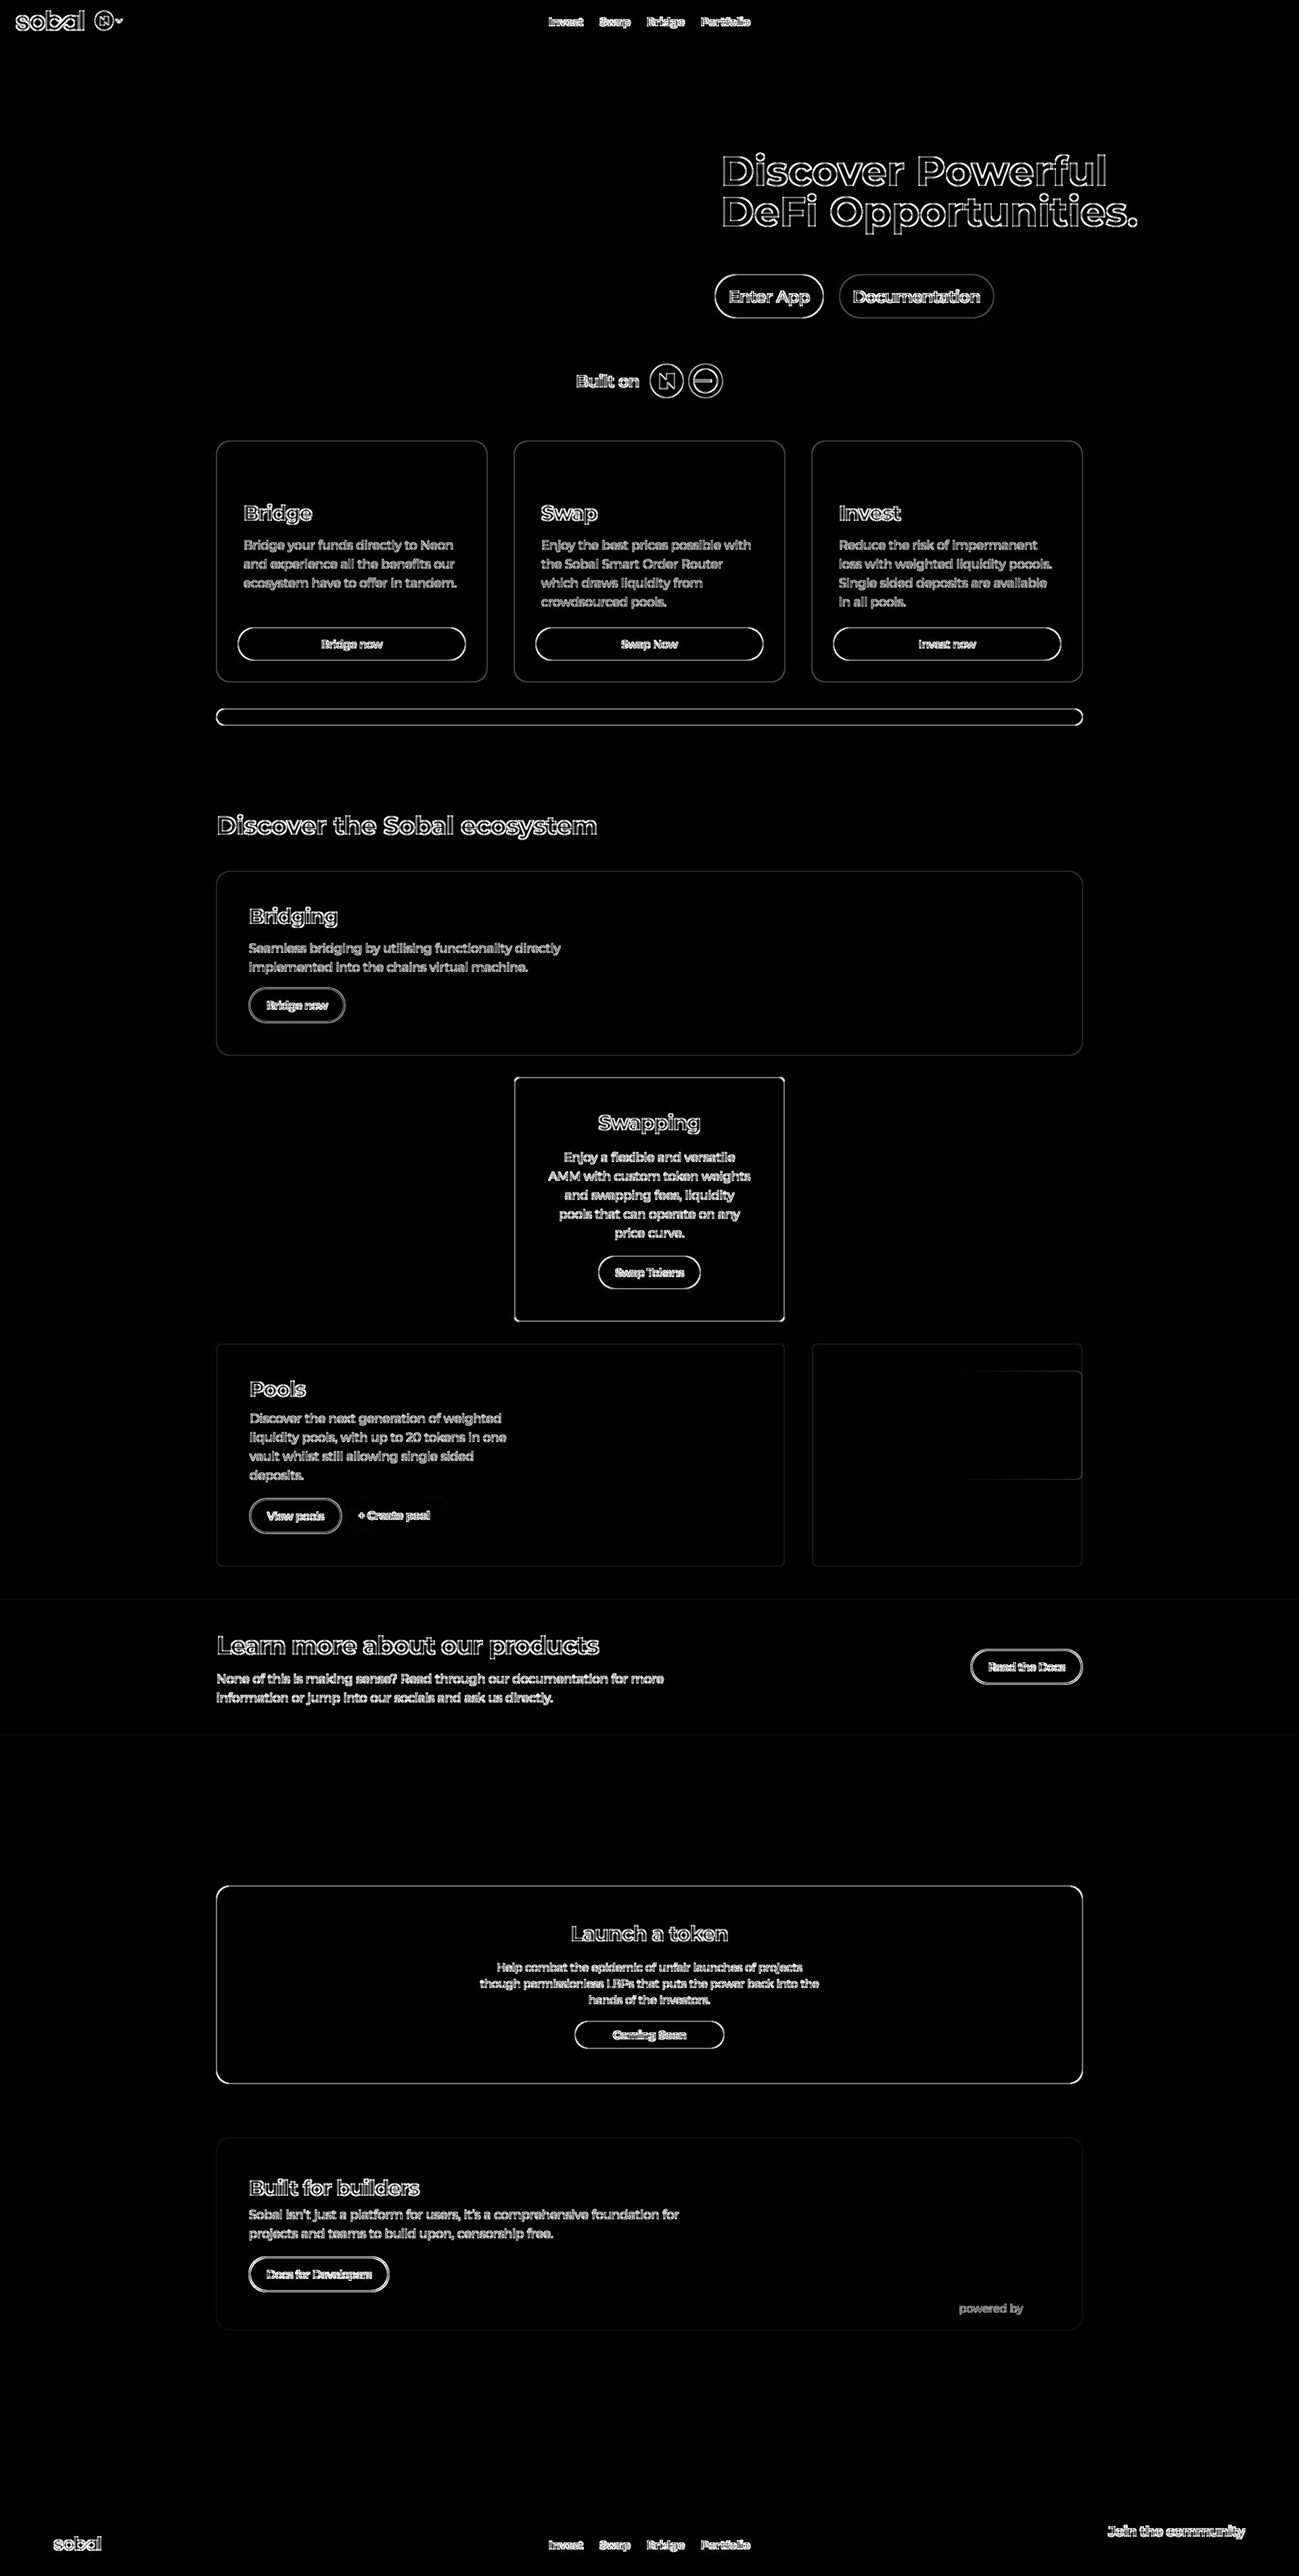 sobal
Invest Swap Bridge Portfolio
Discover Powerful
DeFi Opportunities.
Enter App Documentation
Built on
Bridge
Bridge your funds directly to Neon
and experience all the benefits our
ecosystem have to offer in tandem.
Bridge now
Swap
Enjoy the best prices possible with
the Sobal Smart Order Router
which draws liquidity from
crowdsourced pools.
Swap Now
Invest
Reduce the risk of impermanent
loss with weighted liquidity poools.
Single sided deposits are available
in all pools.
Invest now
Discover the Sobal ecosystem
Bridging
Seamless bridging by utilising functionality directly
implemented into the chains virtual machine.
Bridge now
Swapping
Enjoy a flexible and versatile
AMM with custom token weights
and swapping fees, liquidity
pools that can operate on any
price curve.
Swap Tokens
Pools
Discover the next generation of weighted
liquidity pools, with up to 20 tokens in one
vault whilst still allowing single sided
deposits.
View pools + Create pool
Learn more about our products
None of this is making sense? Read through our documentation for more
information or jump into our socials and ask us directly.
Read the Docs
Launch a token
Help combat the epidemic of unfair launches of projects
though permissionless LBPs that puts the power back into the
hands of the investors.
Coming Soon
Built for builders
Sobal isn't just a platform for users, it's a comprehensive foundation for
projects and teams to build upon, censorship free.
Docs for Developers
powered by
Join the community
sobal
Invest Swap Bridge Portfolio